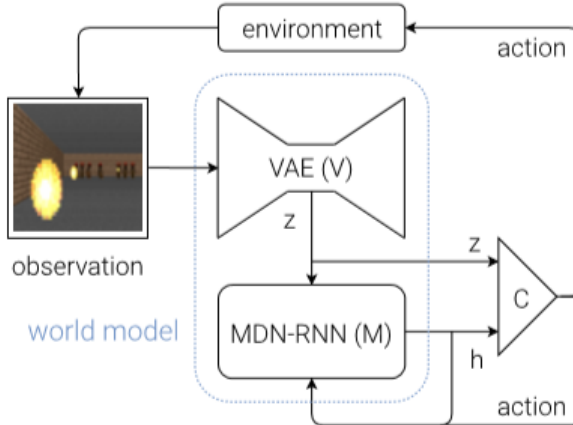 environment
action
VAE (V)
z
observation
z
C
world model
MDN-RNN (M)
h
action